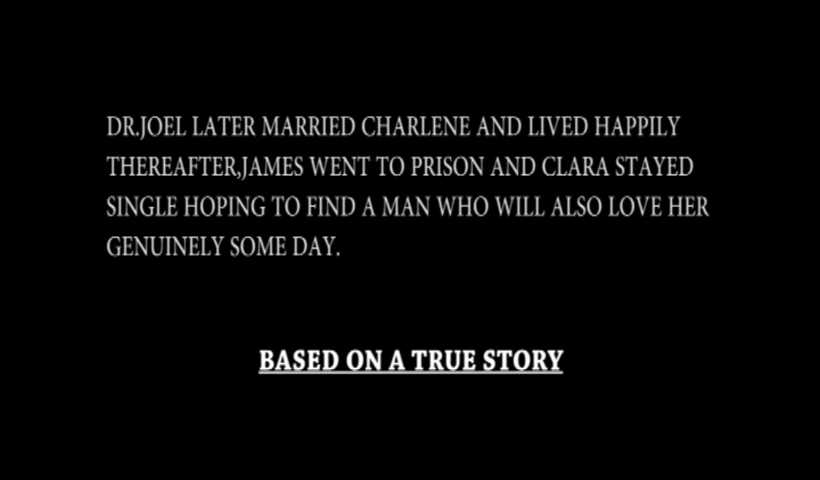 DR.JOEL LATER MARRIED CHARLENE AND LIVED HAPPILY
THEREAFTER,JAMES WENT TO PRISON AND CLARA STAYED
SINGLE HOPING TO FIND A MAN WHO WILL ALSO LOVE HER
GENUINELY SOME DAY.
BASED ON A TRUE STORY